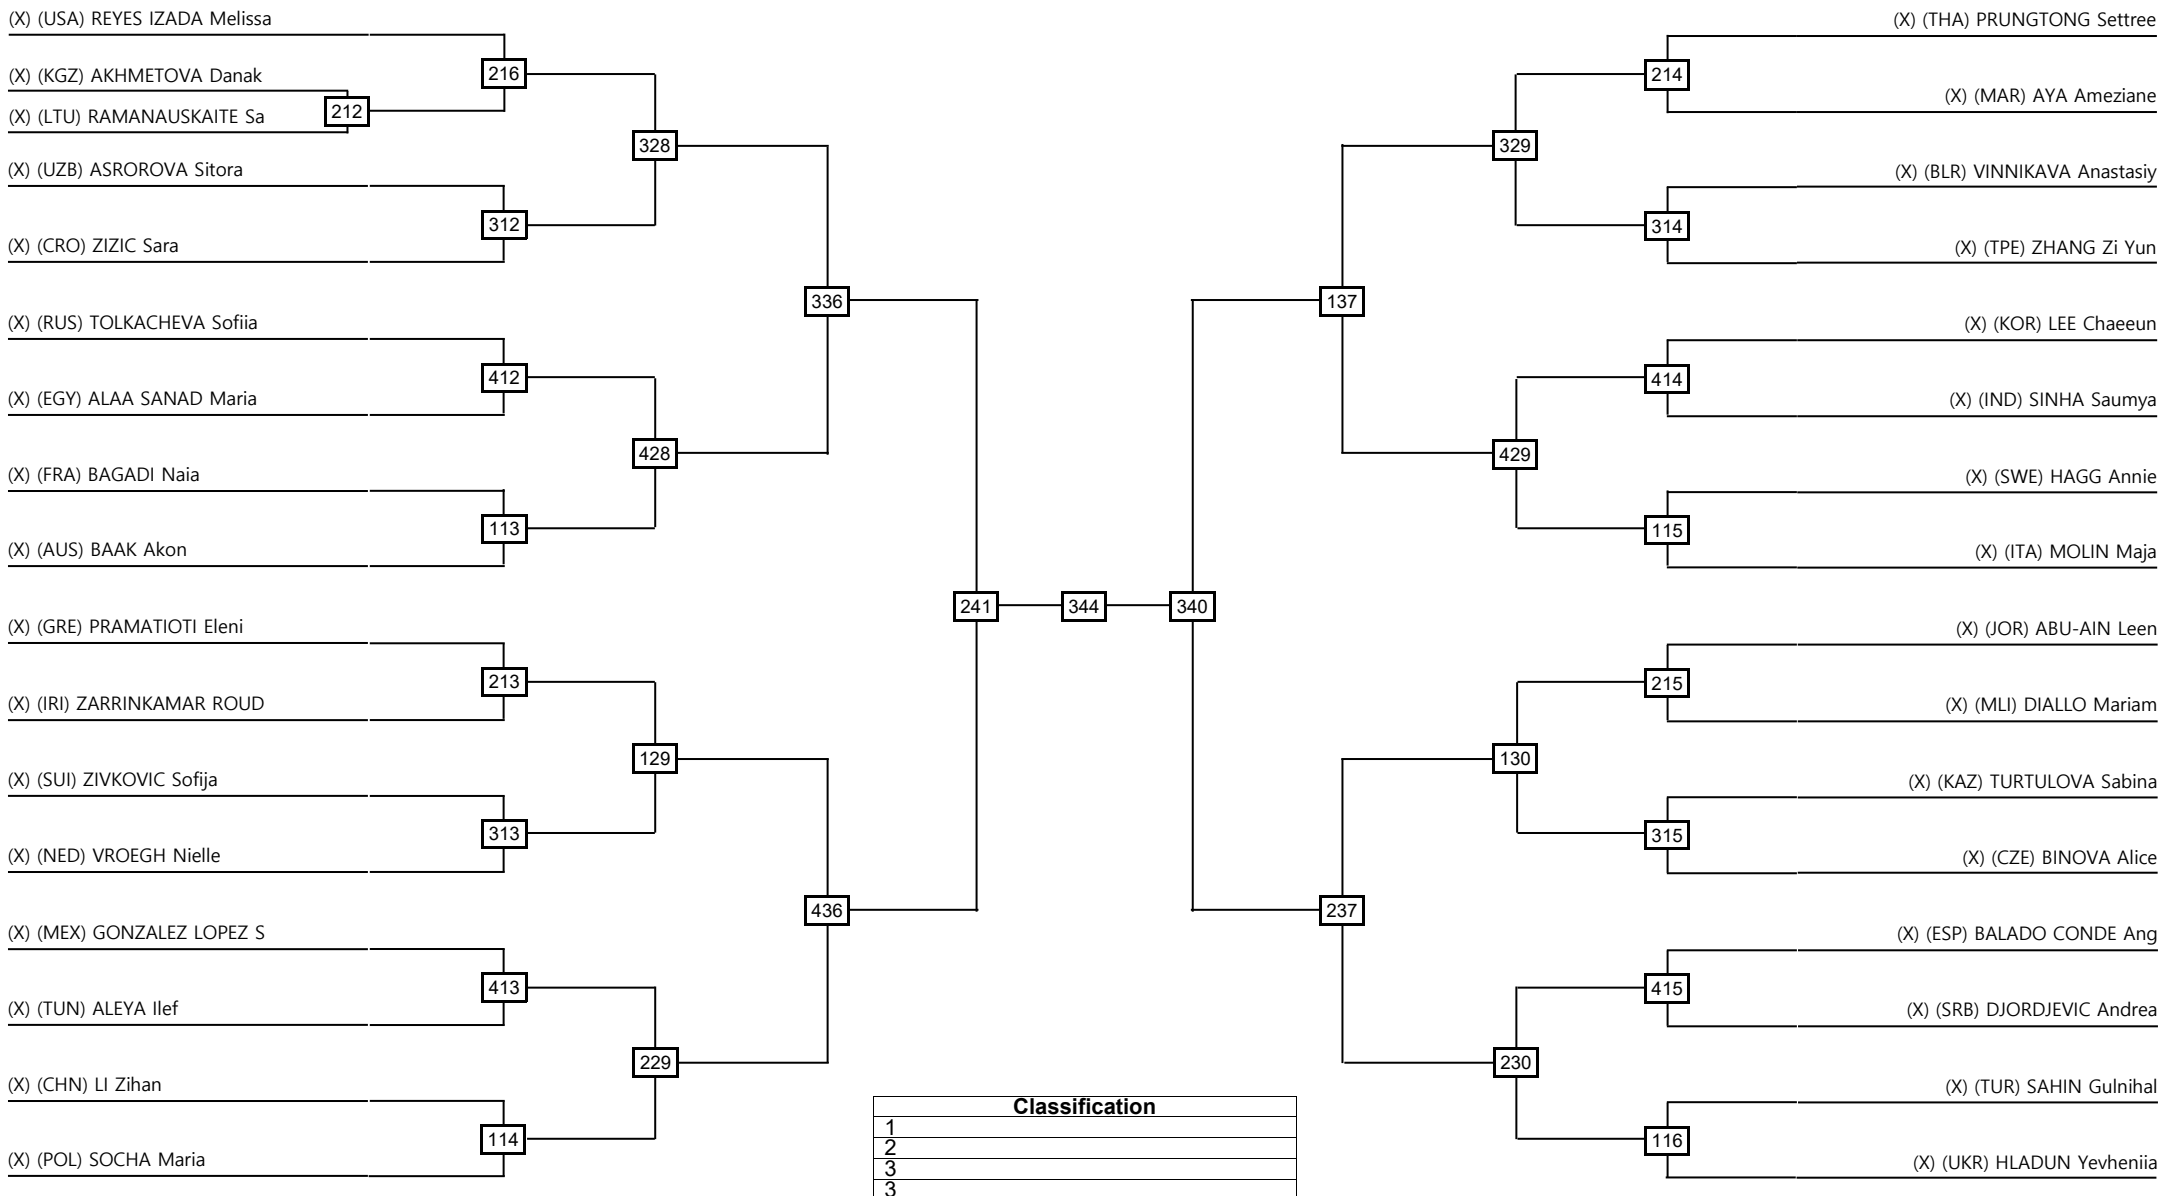 (X) (USA) REYES IZADA Melissa
(X) (KGZ) AKHMETOVA Danak
(X) (LTU) RAMANAUSKAITE Sa
(X) (UZB) ASROROVA Sitora
(X) (CRO) ZIZIC Sara
(X) (RUS) TOLKACHEVA Sofiia
(X) (EGY) ALAA SANAD Maria
(X) (FRA) BAGADI Naia
(X) (AUS) BAAK Akon
(X) (GRE) PRAMATIOTI Eleni
(X) (IRI) ZARRINKAMAR ROUD
(X) (SUI) ZIVKOVIC Sofija
(X) (NED) VROEGH Nielle
(X) (MEX) GONZALEZ LOPEZ S
(X) (TUN) ALEYA Ilef
(X) (CHN) LI Zihan
(X) (POL) SOCHA Maria
212
216
312
412
113
213
313
413
114
328
428
129
229
336
436
241
344
340
137
237
329
429
130
230
214
314
414
115
215
315
415
116
(X) (THA) PRUNGTONG Settree
(X) (MAR) AYA Ameziane
(X) (BLR) VINNIKAVA Anastasiy
(X) (TPE) ZHANG Zi Yun
(X) (KOR) LEE Chaeeun
(X) (IND) SINHA Saumya
(X) (SWE) HAGG Annie
(X) (ITA) MOLIN Maja
(X) (JOR) ABU-AIN Leen
(X) (MLI) DIALLO Mariam
(X) (KAZ) TURTULOVA Sabina
(X) (CZE) BINOVA Alice
(X) (ESP) BALADO CONDE Ang
(X) (SRB) DJORDJEVIC Andrea
(X) (TUR) SAHIN Gulnihal
(X) (UKR) HLADUN Yevheniia
Classification
1
2
3
3